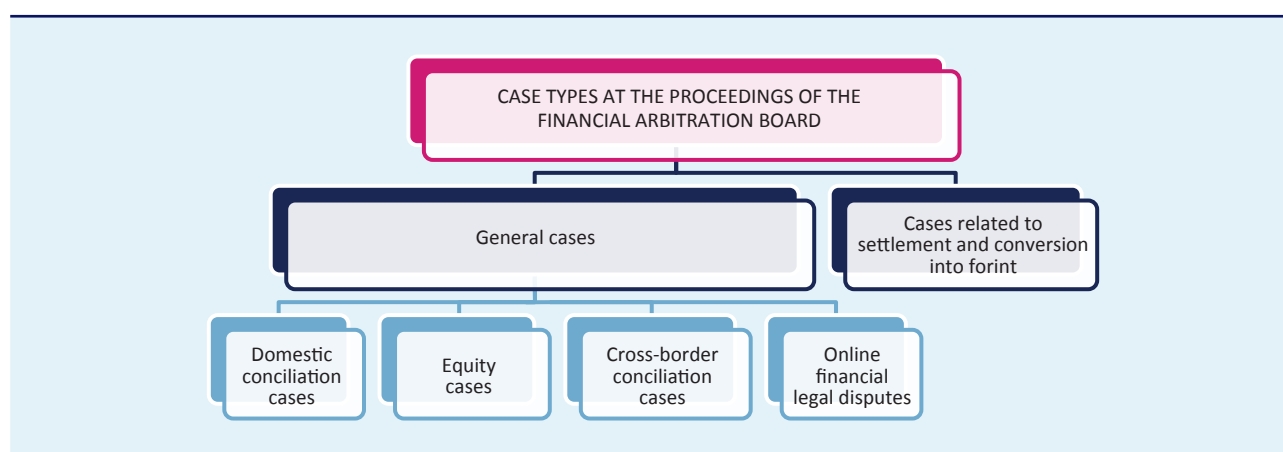 CASE TYPES AT THE PROCEEDINGS OF THE
FINANCIAL ARBITRATION BOARD
General cases
Cases related to
settlement and conversion
into forint
Domestic
conciliation
cases
Equity
cases
Cross-border
conciliation
cases
Online
financial
legal disputes